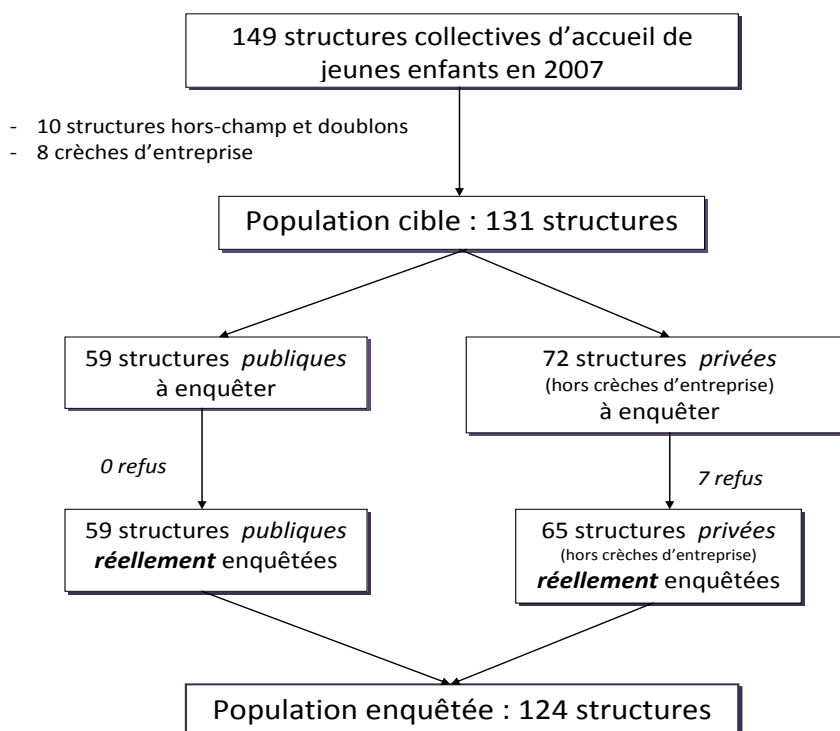 149 structures collectives d’accueil de
jeunes enfants en 2007
- 10 structures hors-champ et doublons
- 8 crèches d’entreprise
Population cible : 131 structures
59 structures publiques
à enquêter
72 structures privées
(hors crèches d’entreprise)
à enquêter
0 refus
7 refus
59 structures publiques
réellement enquêtées
65 structures privées
(hors crèches d’entreprise)
réellement enquêtées
Population enquêtée : 124 structures